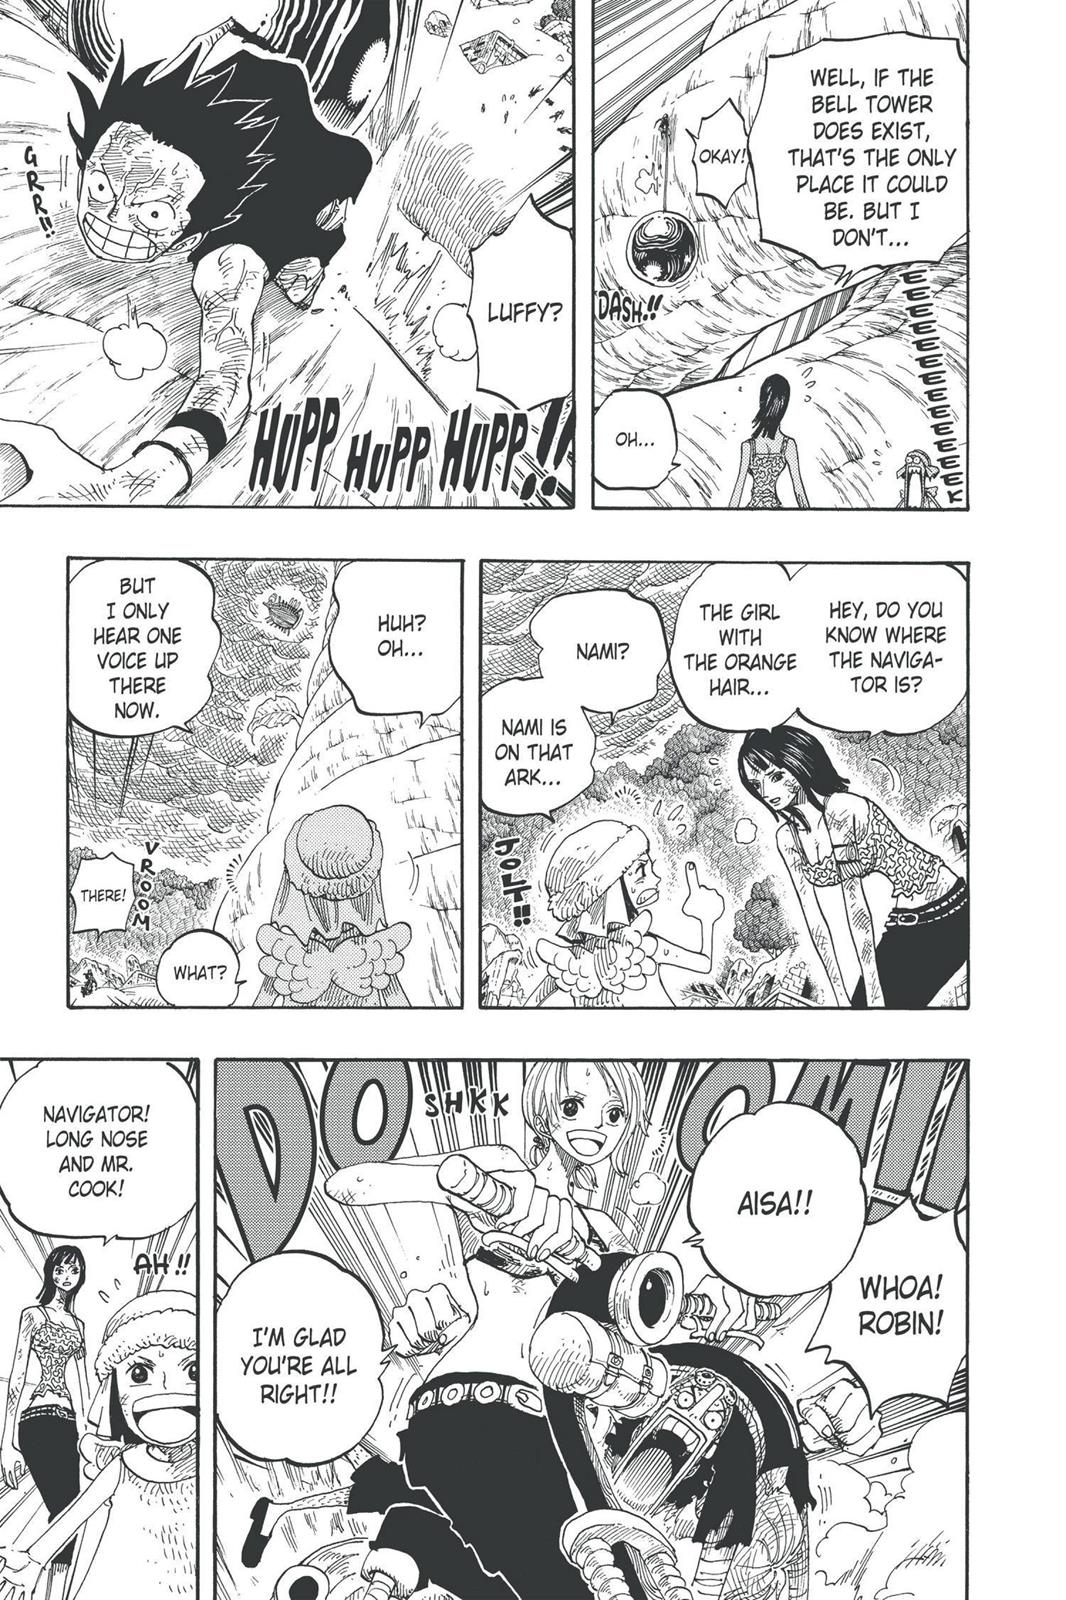 WELL, IF THE
BELL TOWER
DOES EXIST,
THAT'S THE ONLY
PLACE IT COULD
BE. BUT I
DON'T...
OKAY!
DASH!!
EEEEEEEEEEEEEEK
OH...
LUFFY?
GRR!!
HUPP HUPP HUPP!!
HEY, DO YOU
KNOW WHERE
THE NAVIGA-
TOR IS?
THE GIRL
WITH
THE ORANGE
HAIR...
NAMI?
NAMI IS
ON THAT
ARK...
JOLT!!
HUH?
OH...
BUT
I ONLY
HEAR ONE
VOICE UP
THERE
NOW.
VROOM
THERE!
WHAT?
DOOMII
SHKK
AISA!!
WHOA!
ROBIN!
I'M GLAD
YOU'RE ALL
RIGHT!!
NAVIGATOR!
LONG NOSE
AND MR.
COOK!
AH!!